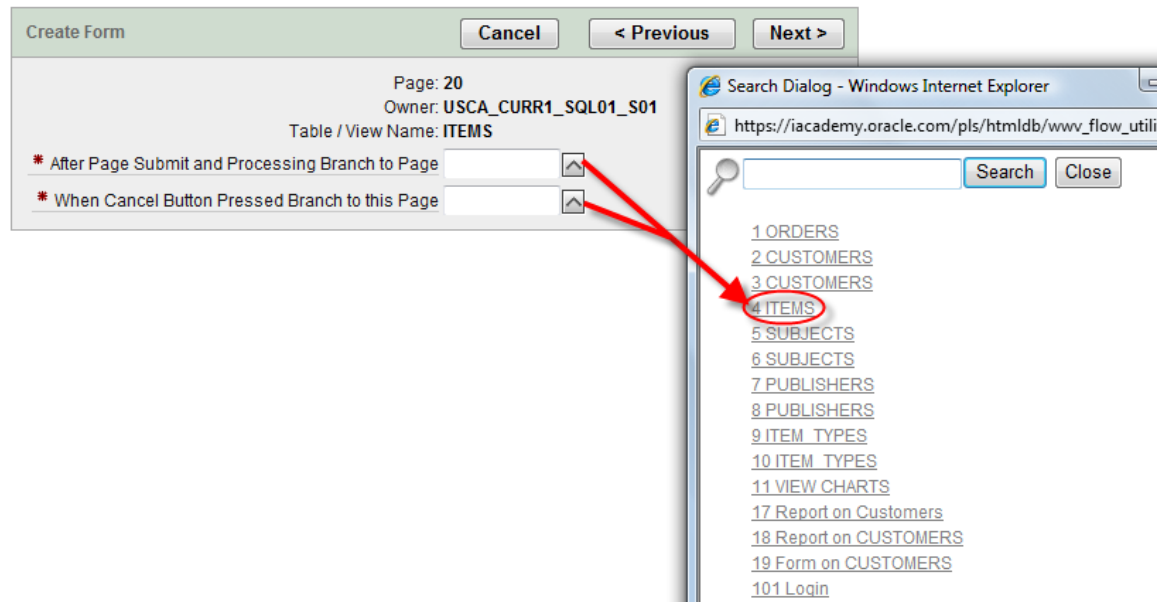 Create Form
Cancel
< Previous
Next >
Page: 20
Owner: USCA_CURR1_SQL01_S01
Table / View Name: ITEMS
* After Page Submit and Processing Branch to Page
* When Cancel Button Pressed Branch to this Page
Search Dialog - Windows Internet Explorer
https://iacademy.oracle.com/pls/htmldb/wwv_flow_utili
Search
Close
1 ORDERS
2 CUSTOMERS
3 CUSTOMERS
4 ITEMS
5 SUBJECTS
6 SUBJECTS
7 PUBLISHERS
8 PUBLISHERS
9 ITEM_TYPES
10 ITEM_TYPES
11 VIEW CHARTS
17 Report on Customers
18 Report on CUSTOMERS
19 Form on CUSTOMERS
101 Login